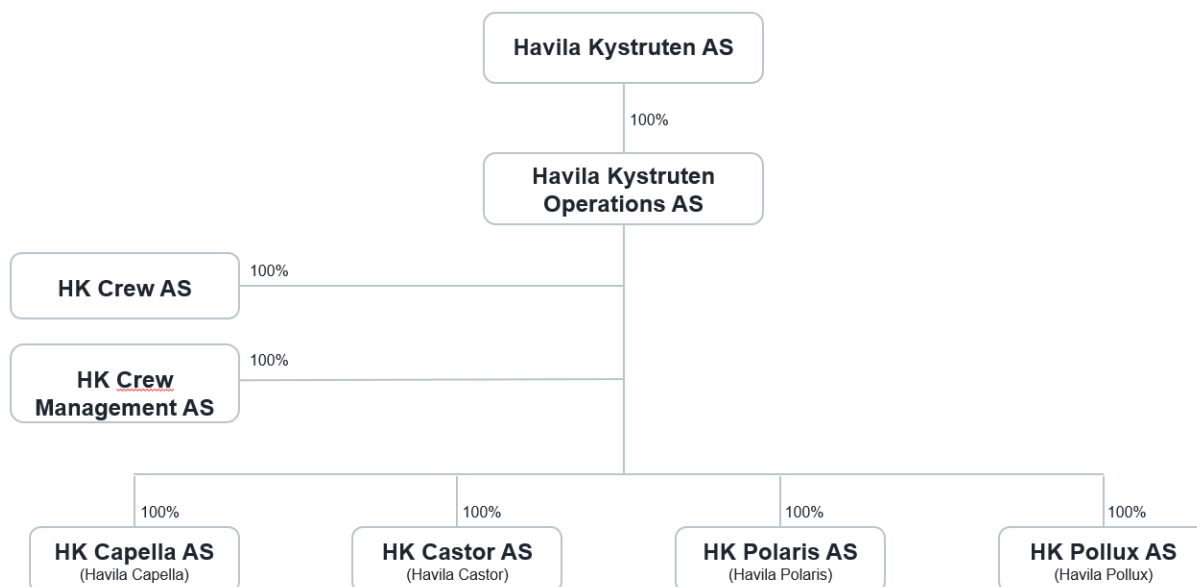 Havila Kystruten AS
100%
Havila Kystruten
Operations AS
100%
HK Crew AS
100%
HK Crew
Management AS
100%
100%
100%
100%
HK Capella AS
(Havila Capella)
HK Castor AS
(Havila Castor)
HK Polaris AS
(Havila Polaris)
HK Pollux AS
(Havila Pollux)